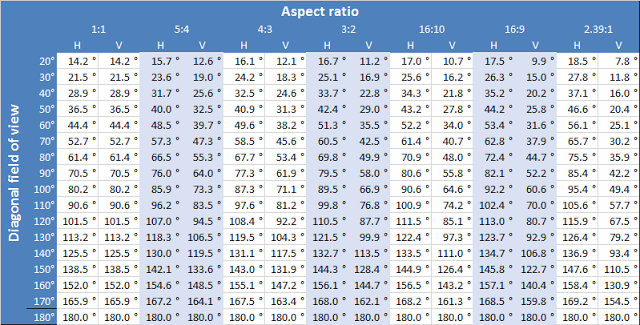 Aspect ratio
1:1 5:4 4:3 3:2 16:10 16:9 2.39:1
H V H V H V H V H V H V H V
Diagonal field of view
20° 14.2 ° 14.2 ° 15.7 ° 12.6 ° 16.1 ° 12.1 ° 16.7 ° 11.2 ° 17.0 ° 10.7 ° 17.5 ° 9.9 ° 18.5 ° 7.8 °
30° 21.5 ° 21.5 ° 23.6 ° 19.0 ° 24.2 ° 18.3 ° 25.1 ° 16.9 ° 25.6 ° 16.2 ° 26.3 ° 15.0 ° 27.8 ° 11.8 °
40° 28.9 ° 28.9 ° 31.7 ° 25.6 ° 32.5 ° 24.6 ° 33.7 ° 22.8 ° 34.3 ° 21.8 ° 35.2 ° 20.2 ° 37.1 ° 16.0 °
50° 36.5 ° 36.5 ° 40.0 ° 32.5 ° 40.9 ° 31.3 ° 42.4 ° 29.0 ° 43.2 ° 27.8 ° 44.2 ° 25.8 ° 46.6 ° 20.4 °
60° 44.4 ° 44.4 ° 48.5 ° 39.7 ° 49.6 ° 38.2 ° 51.3 ° 35.5 ° 52.2 ° 34.0 ° 53.4 ° 31.6 ° 56.1 ° 25.1 °
70° 52.7 ° 52.7 ° 57.3 ° 47.3 ° 58.5 ° 45.6 ° 60.5 ° 42.5 ° 61.4 ° 40.7 ° 62.8 ° 37.9 ° 65.7 ° 30.2 °
80° 61.4 ° 61.4 ° 66.5 ° 55.3 ° 67.7 ° 53.4 ° 69.8 ° 49.9 ° 70.9 ° 48.0 ° 72.4 ° 44.7 ° 75.5 ° 35.9 °
90° 70.5 ° 70.5 ° 76.0 ° 64.0 ° 77.3 ° 61.9 ° 79.5 ° 58.0 ° 80.6 ° 55.8 ° 82.1 ° 52.2 ° 85.4 ° 42.2 °
100° 80.2 ° 80.2 ° 85.9 ° 73.3 ° 87.3 ° 71.1 ° 89.5 ° 66.9 ° 90.6 ° 64.6 ° 92.2 ° 60.6 ° 95.4 ° 49.4 °
110° 90.6 ° 90.6 ° 96.2 ° 83.5 ° 97.6 ° 81.2 ° 99.8 ° 76.8 ° 100.9 ° 74.2 ° 102.4 ° 70.0 ° 105.6 ° 57.7 °
120° 101.5 ° 101.5 ° 107.0 ° 94.5 ° 108.4 ° 92.2 ° 110.5 ° 87.7 ° 111.5 ° 85.1 ° 113.0 ° 80.7 ° 115.9 ° 67.5 °
130° 113.2 ° 113.2 ° 118.3 ° 106.5 ° 119.5 ° 104.3 ° 121.5 ° 99.9 ° 122.4 ° 97.3 ° 123.7 ° 92.9 ° 126.4 ° 79.2 °
140° 125.5 ° 125.5 ° 130.0 ° 119.5 ° 131.1 ° 117.5 ° 132.7 ° 113.5 ° 133.5 ° 111.0 ° 134.7 ° 106.8 ° 136.9 ° 93.4 °
150° 138.5 ° 138.5 ° 142.1 ° 133.6 ° 143.0 ° 131.9 ° 144.3 ° 128.4 ° 144.9 ° 126.4 ° 145.8 ° 122.7 ° 147.6 ° 110.5 °
160° 152.0 ° 152.0 ° 154.6 ° 148.5 ° 155.1 ° 147.2 ° 156.1 ° 144.7 ° 156.5 ° 143.2 ° 157.1 ° 140.4 ° 158.4 ° 130.9 °
170° 165.9 ° 165.9 ° 167.2 ° 164.1 ° 167.5 ° 163.4 ° 168.0 ° 162.1 ° 168.2 ° 161.3 ° 168.5 ° 159.8 ° 169.2 ° 154.5 °
180° 180.0 ° 180.0 ° 180.0 ° 180.0 ° 180.0 ° 180.0 ° 180.0 ° 180.0 ° 180.0 ° 180.0 ° 180.0 ° 180.0 ° 180.0 ° 180.0 °